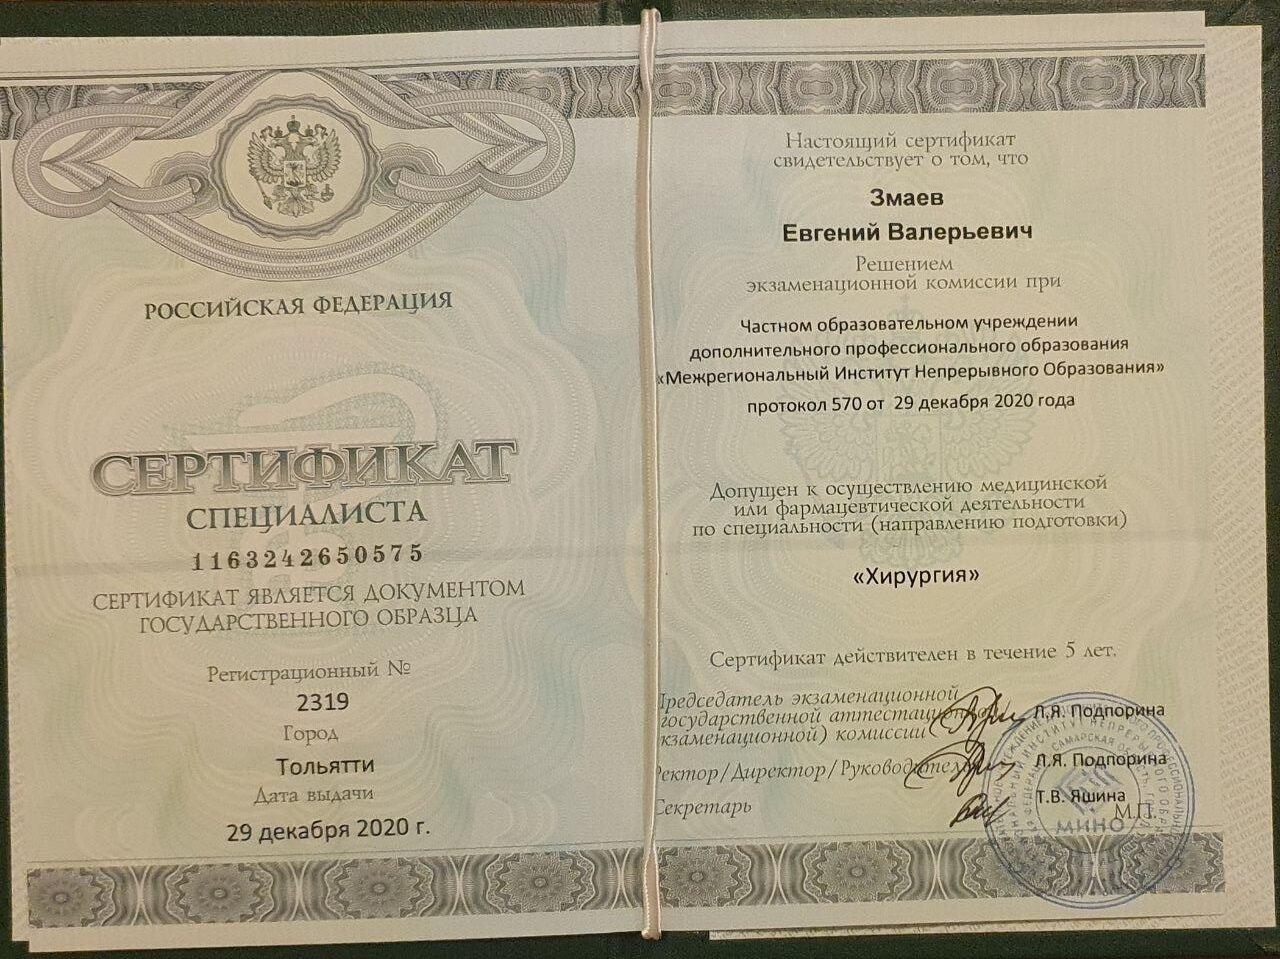 РОССИЙСКАЯ ФЕДЕРАЦИЯ
СЕРТИФИКАТ
СПЕЦИАЛИСТА
1163242650575
СЕРТИФИКАТ ЯВЛЯЕТСЯ ДОКУМЕНТОМ
ГОСУДАРСТВЕННОГО ОБРАЗЦА
Регистрационный №
2319
Город
Тольятти
Дата выдачи
29 декабря 2020 г.
Настоящий сертификат
свидетельствует о том, что
Змаев
Евгений Валерьевич
Решением
экзаменационной комиссии при
Частном образовательном учреждении
дополнительного профессионального образования
«Межрегиональный Институт Непрерывного Образования»
протокол 570 от 29 декабря 2020 года
Допущен к осуществлению медицинской
или фармацевтической деятельности
по специальности (направлению подготовки)
«Хирургия»
Сертификат действителен в течение 5 лет.
Председатель экзаменационной
государственной аттестационной
экзаменационной) комиссии Л.Я. Подпорина
Ректор/Директор/Руководитель Л.Я. Подпорина
Секретарь Т.В. Яшина
М.П.
МИНО